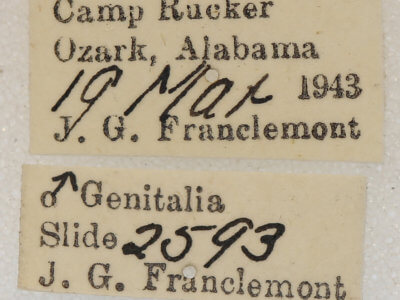 Camp Rucker
Ozark, Alabama
19 Mar 1943
J. G. Franclemont
♂ Genitalia
Slide 2593
J. G. Franclemont